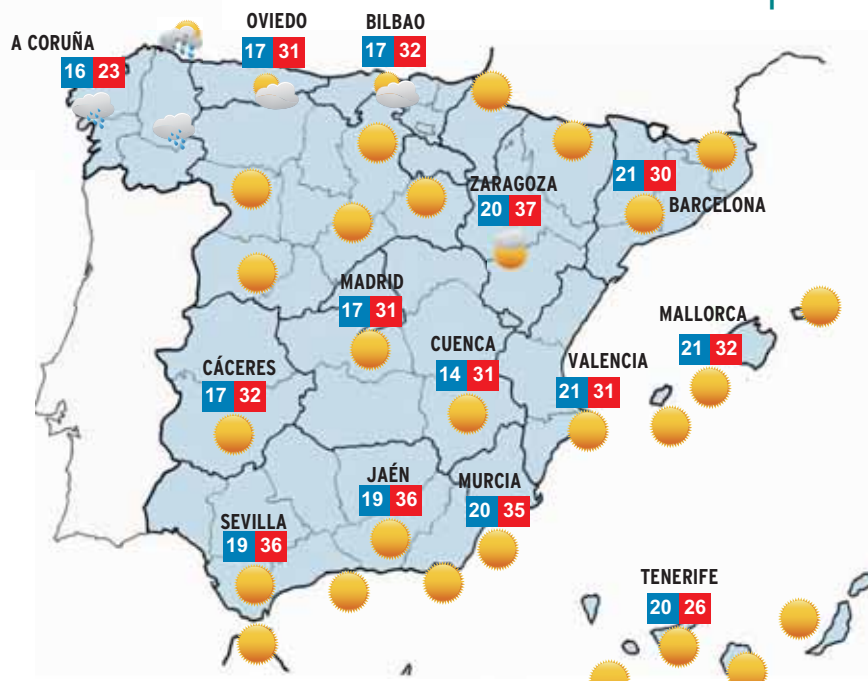 OVIEDO
17 31
BILBAO
17 32
A CORUÑA
16 23
ZARAGOZA
20 37
21 30
BARCELONA
MADRID
17 31
MALLORCA
21 32
CUENCA
14 31
VALENCIA
21 31
CÁCERES
17 32
JAÉN
19 36
MURCIA
20 35
SEVILLA
19 36
TENERIFE
20 26